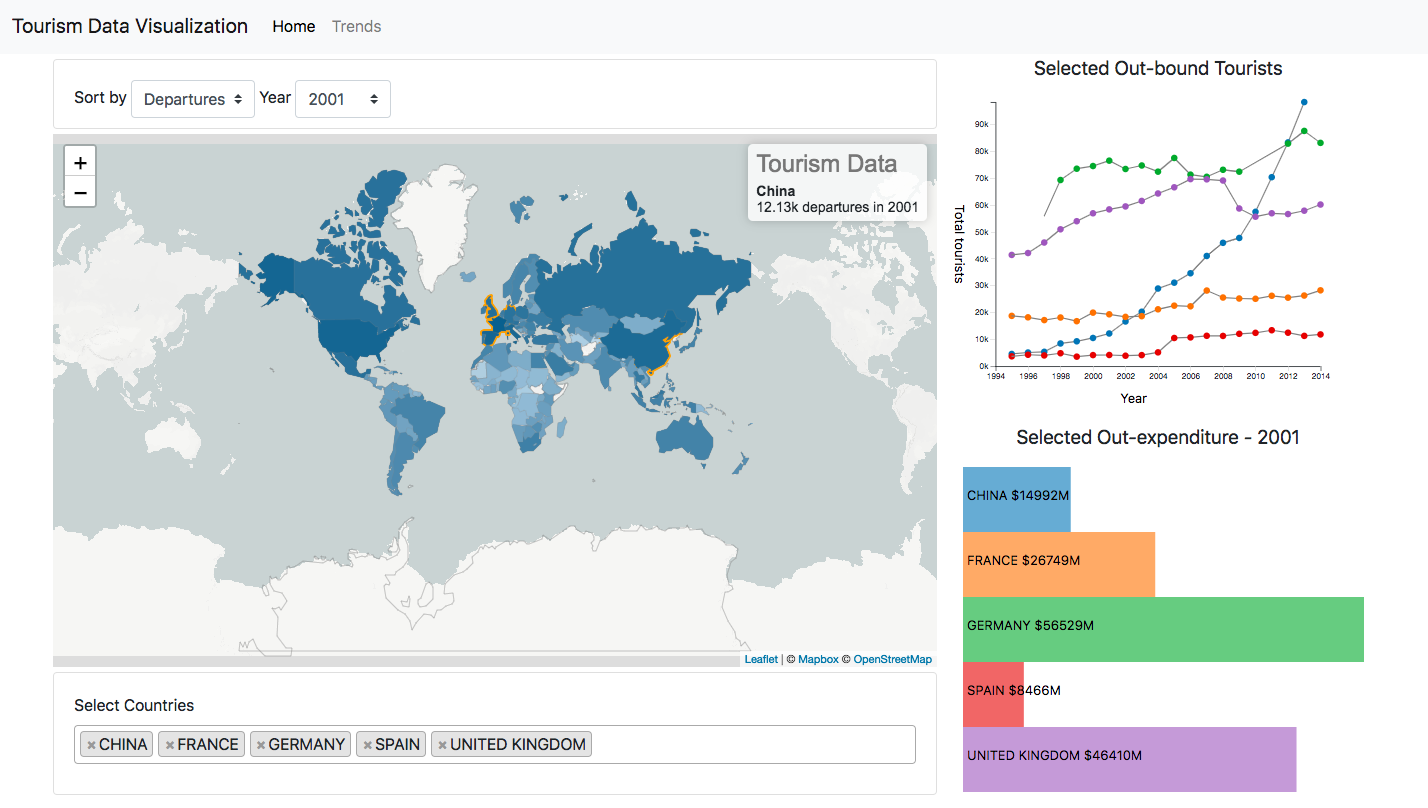 Tourism Data Visualization Home Trends
Sort by Departures Year 2001
+
−
Tourism Data
China
12.13k departures in 2001
Leaflet | © Mapbox © OpenStreetMap
Select Countries
×CHINA ×FRANCE ×GERMANY ×SPAIN ×UNITED KINGDOM
Selected Out-bound Tourists
90k
80k
70k
60k
50k
40k
30k
20k
10k
0k
Total tourists
1994 1996 1998 2000 2002 2004 2006 2008 2010 2012 2014
Year
Selected Out-expenditure - 2001
CHINA $14992M
FRANCE $26749M
GERMANY $56529M
SPAIN $8466M
UNITED KINGDOM $46410M